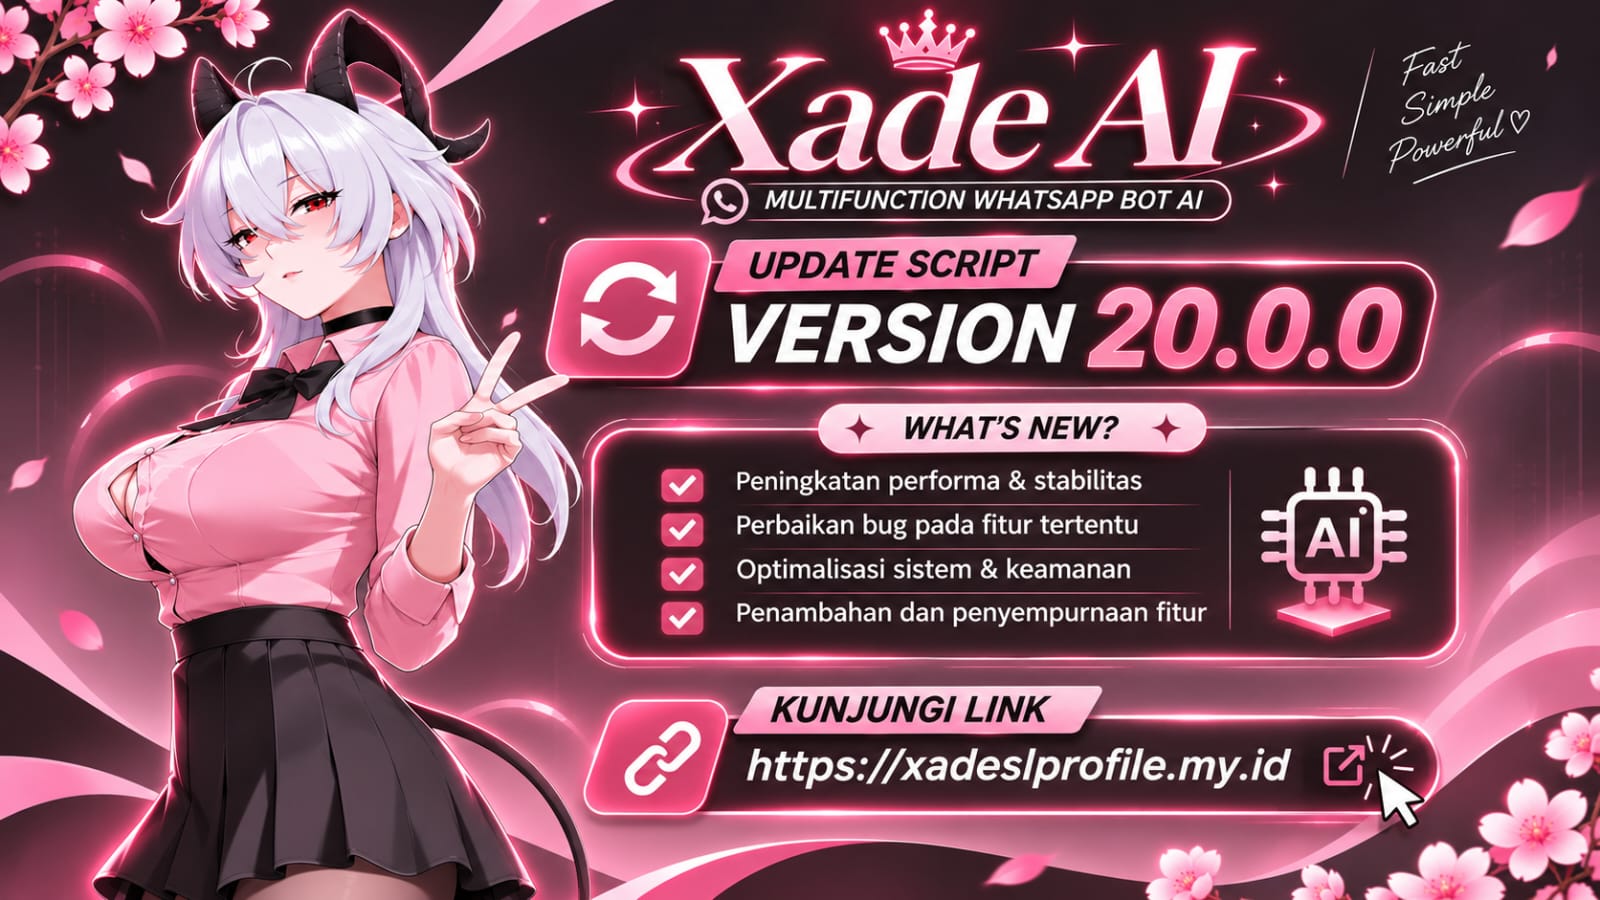 Xade AI
Fast
Simple
Powerful
MULTIFUNCTION WHATSAPP BOT AI
UPDATE SCRIPT
VERSION 20.0.0
WHAT'S NEW?
Peningkatan performa & stabilitas
Perbaikan bug pada fitur tertentu
Optimalisasi sistem & keamanan
Penambahan dan penyempurnaan fitur
AI
KUNJUNGI LINK
https://xadeslprofile.my.id